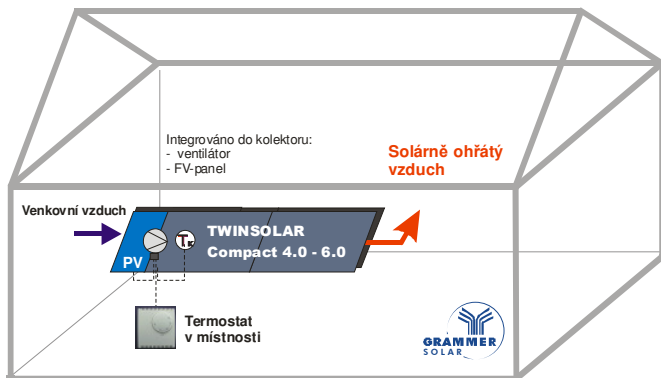 Integrováno do kolektoru:
- ventilátor
- FV-panel
Solárně ohřátý
vzduch
Venkovní vzduch
TWINSOLAR
Compact 4.0 - 6.0
PV
TK
Termostat
v místnosti
GRAMMER
SOLAR